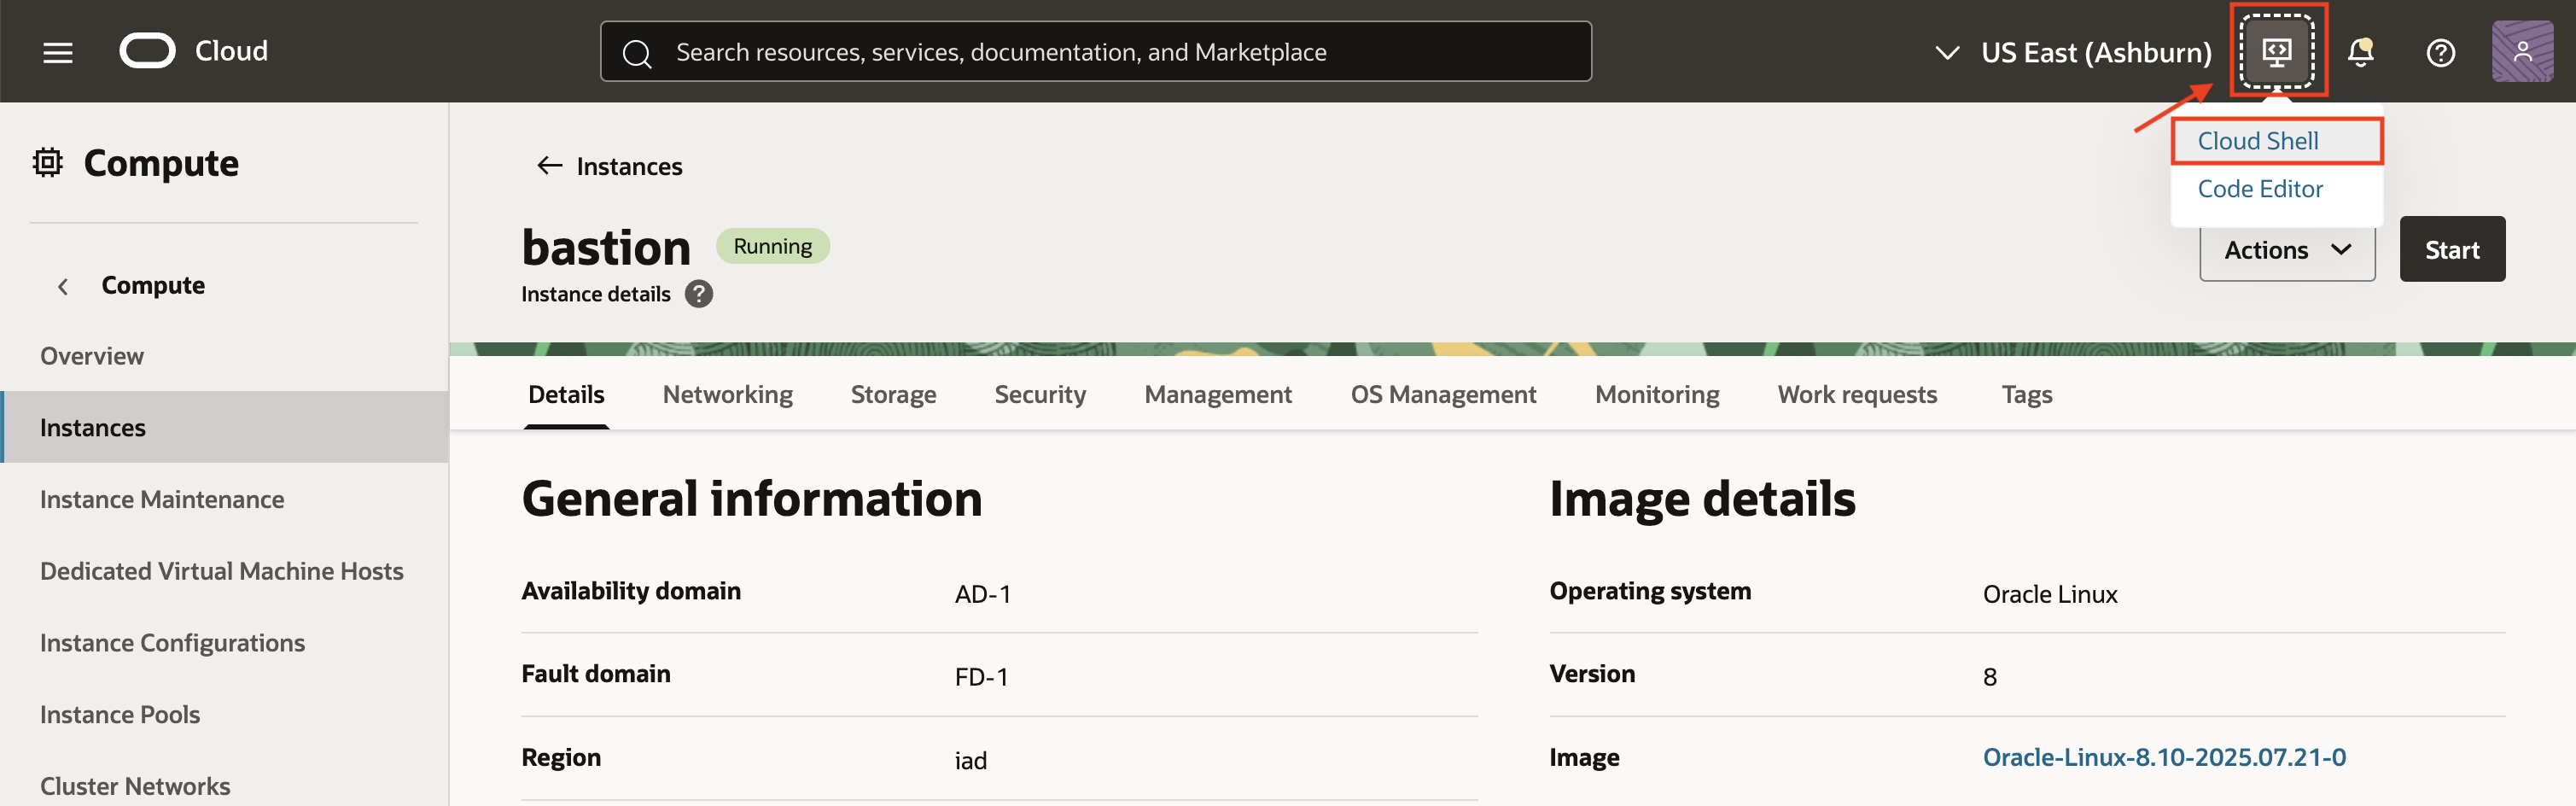 Cloud
Search resources, services, documentation, and Marketplace
US East (Ashburn)
Cloud Shell
Code Editor
Compute
Compute
Overview
Instances
Instance Maintenance
Dedicated Virtual Machine Hosts
Instance Configurations
Instance Pools
Cluster Networks
Instances
bastion Running
Instance details ?
Actions Start
Details Networking Storage Security Management OS Management Monitoring Work requests Tags
General information
Availability domain AD-1
Fault domain FD-1
Region iad
Image details
Operating system Oracle Linux
Version 8
Image Oracle-Linux-8.10-2025.07.21-0